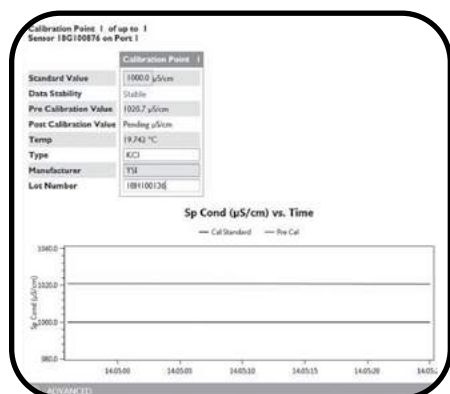 Calibration Point 1 of up to 1
Sensor 18G100876 on Port 1
Calibration Point 1
Standard Value 1000.0 µS/cm
Data Stability Stable
Pre Calibration Value 1020.7 µS/cm
Post Calibration Value Pending µS/cm
Temp 19.743 °C
Type KCl
Manufacturer YSI
Lot Number 18H100136
Sp Cond (µS/cm) vs. Time
Cal Standard Pre Cal
Sp Cond (µS/cm)
1040.0
1020.0
1000.0
980.0
14:05:00 14:05:05 14:05:10 14:05:15 14:05:20 14:05:2
ADVANCED